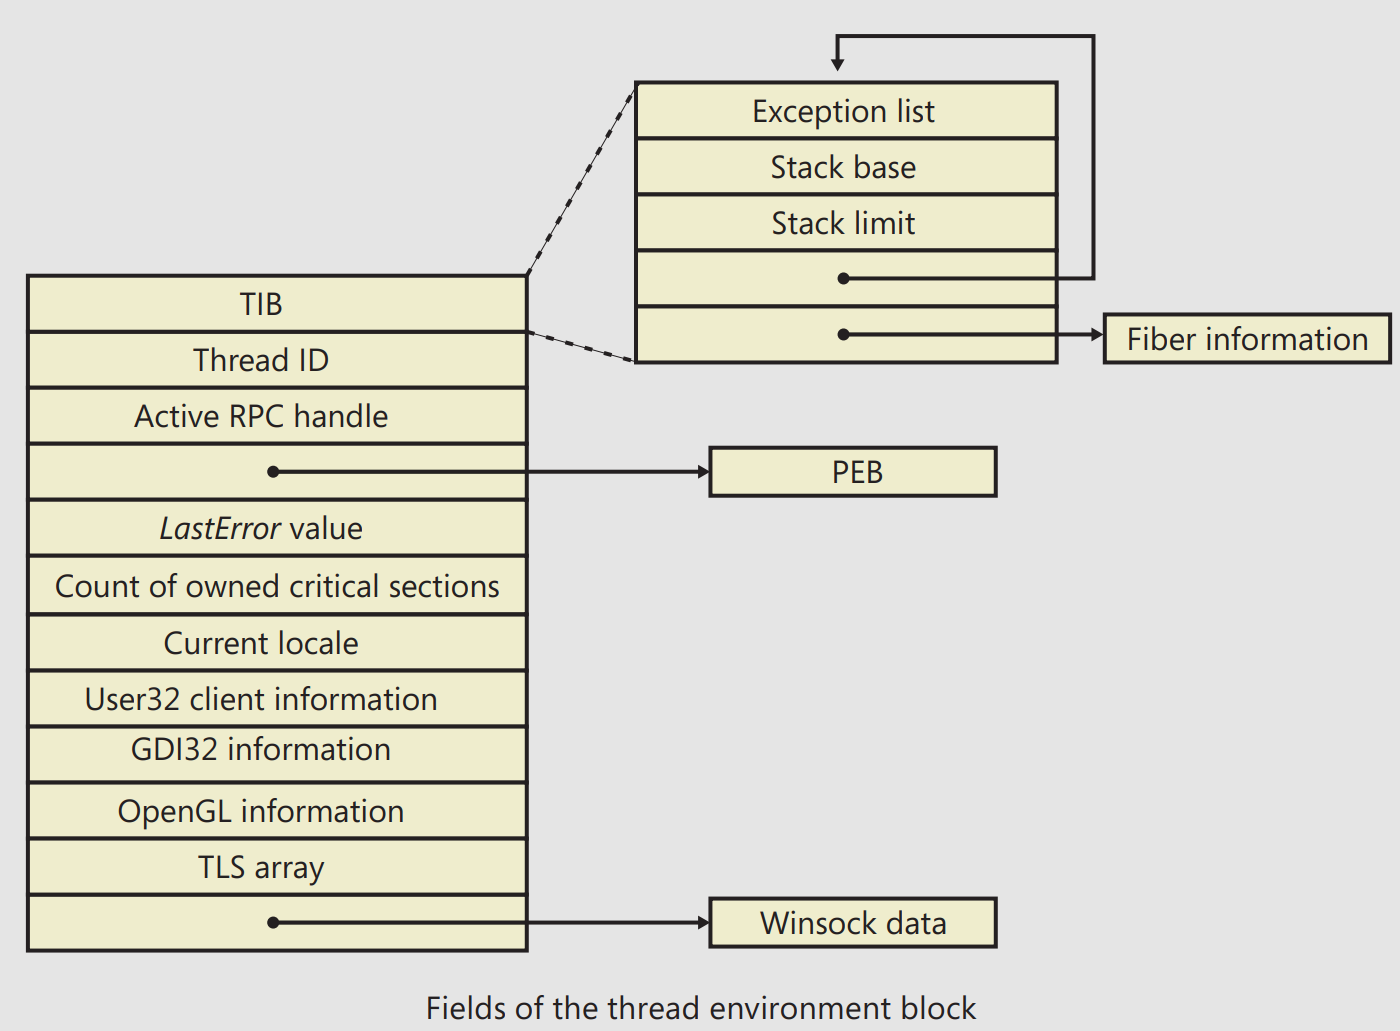 Exception list
Stack base
Stack limit
Fiber information
TIB
Thread ID
Active RPC handle
PEB
LastError value
Count of owned critical sections
Current locale
User32 client information
GDI32 information
OpenGL information
TLS array
Winsock data
Fields of the thread environment block